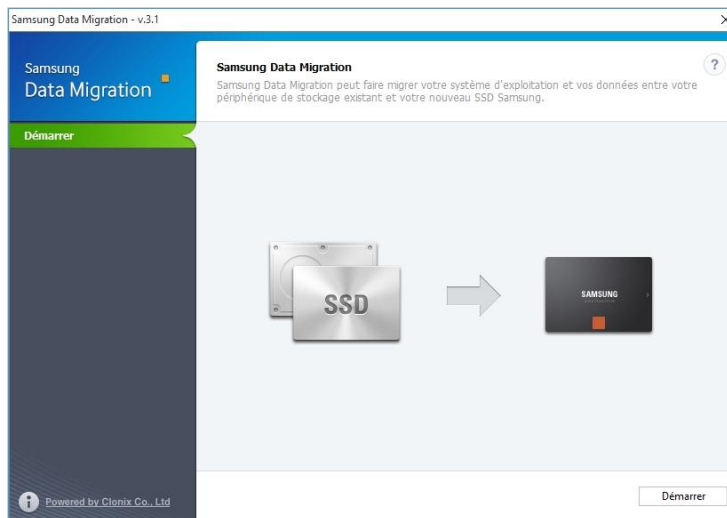 Samsung Data Migration - v.3.1
Samsung
Data Migration
Démarrer
Samsung Data Migration
Samsung Data Migration peut faire migrer votre système d'exploitation et vos données entre votre
périphérique de stockage existant et votre nouveau SSD Samsung.
?
SSD
SAMSUNG
i
Powered by Clonix Co., Ltd
Démarrer